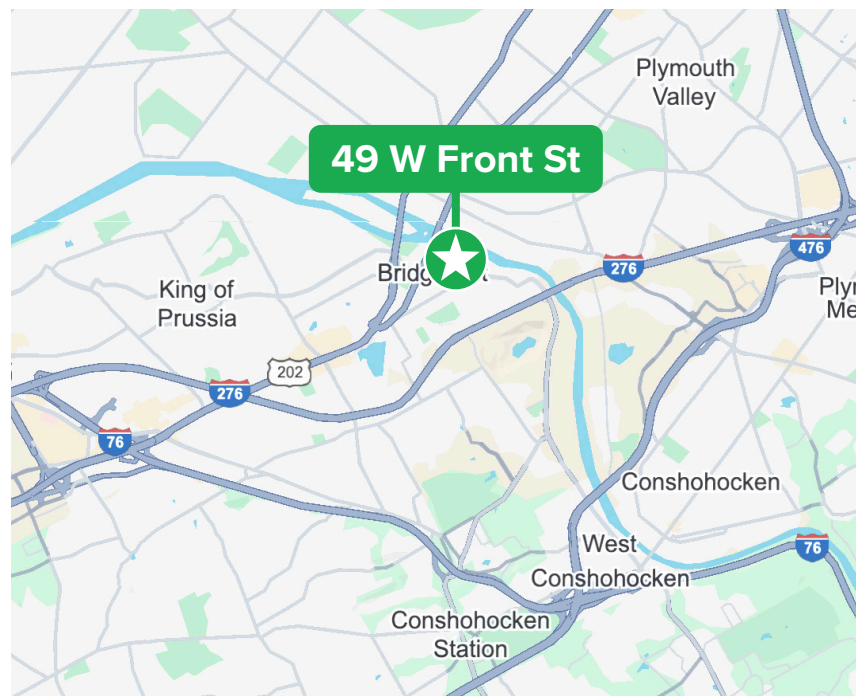 Plymouth
Valley
49 W Front St
476
276
King of
Prussia
202
276
76
Conshohocken
West
Conshohocken
76
Conshohocken
Station